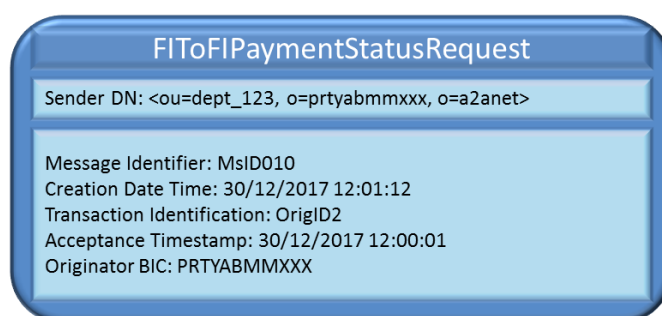 FIToFIPaymentStatusRequest
Sender DN: <ou=dept_123, o=prtyabmmxxx, o=a2anet>
Message Identifier: MsID010
Creation Date Time: 30/12/2017 12:01:12
Transaction Identification: OrigID2
Acceptance Timestamp: 30/12/2017 12:00:01
Originator BIC: PRTYABMMXXX